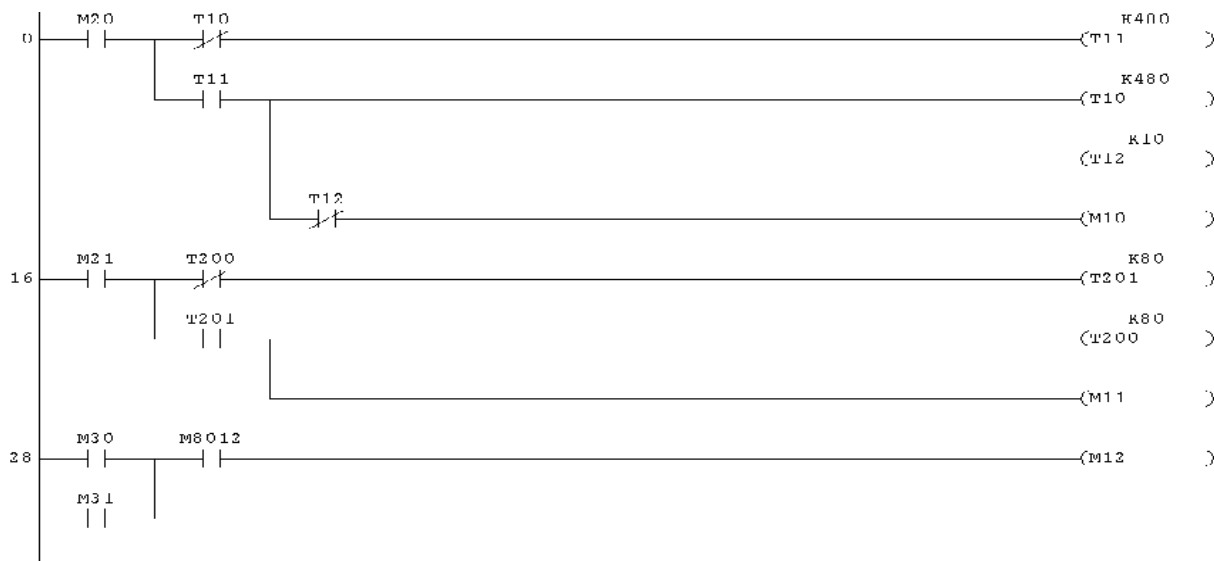 M20 T10 K400
0 (T11 )
T11 K480
(T10 )
K10
(T12 )
T12
(M10 )
M21 T200 K80
16 (T201 )
T201 K80
(T200 )
(M11 )
M30 M8012
28 (M12 )
M31